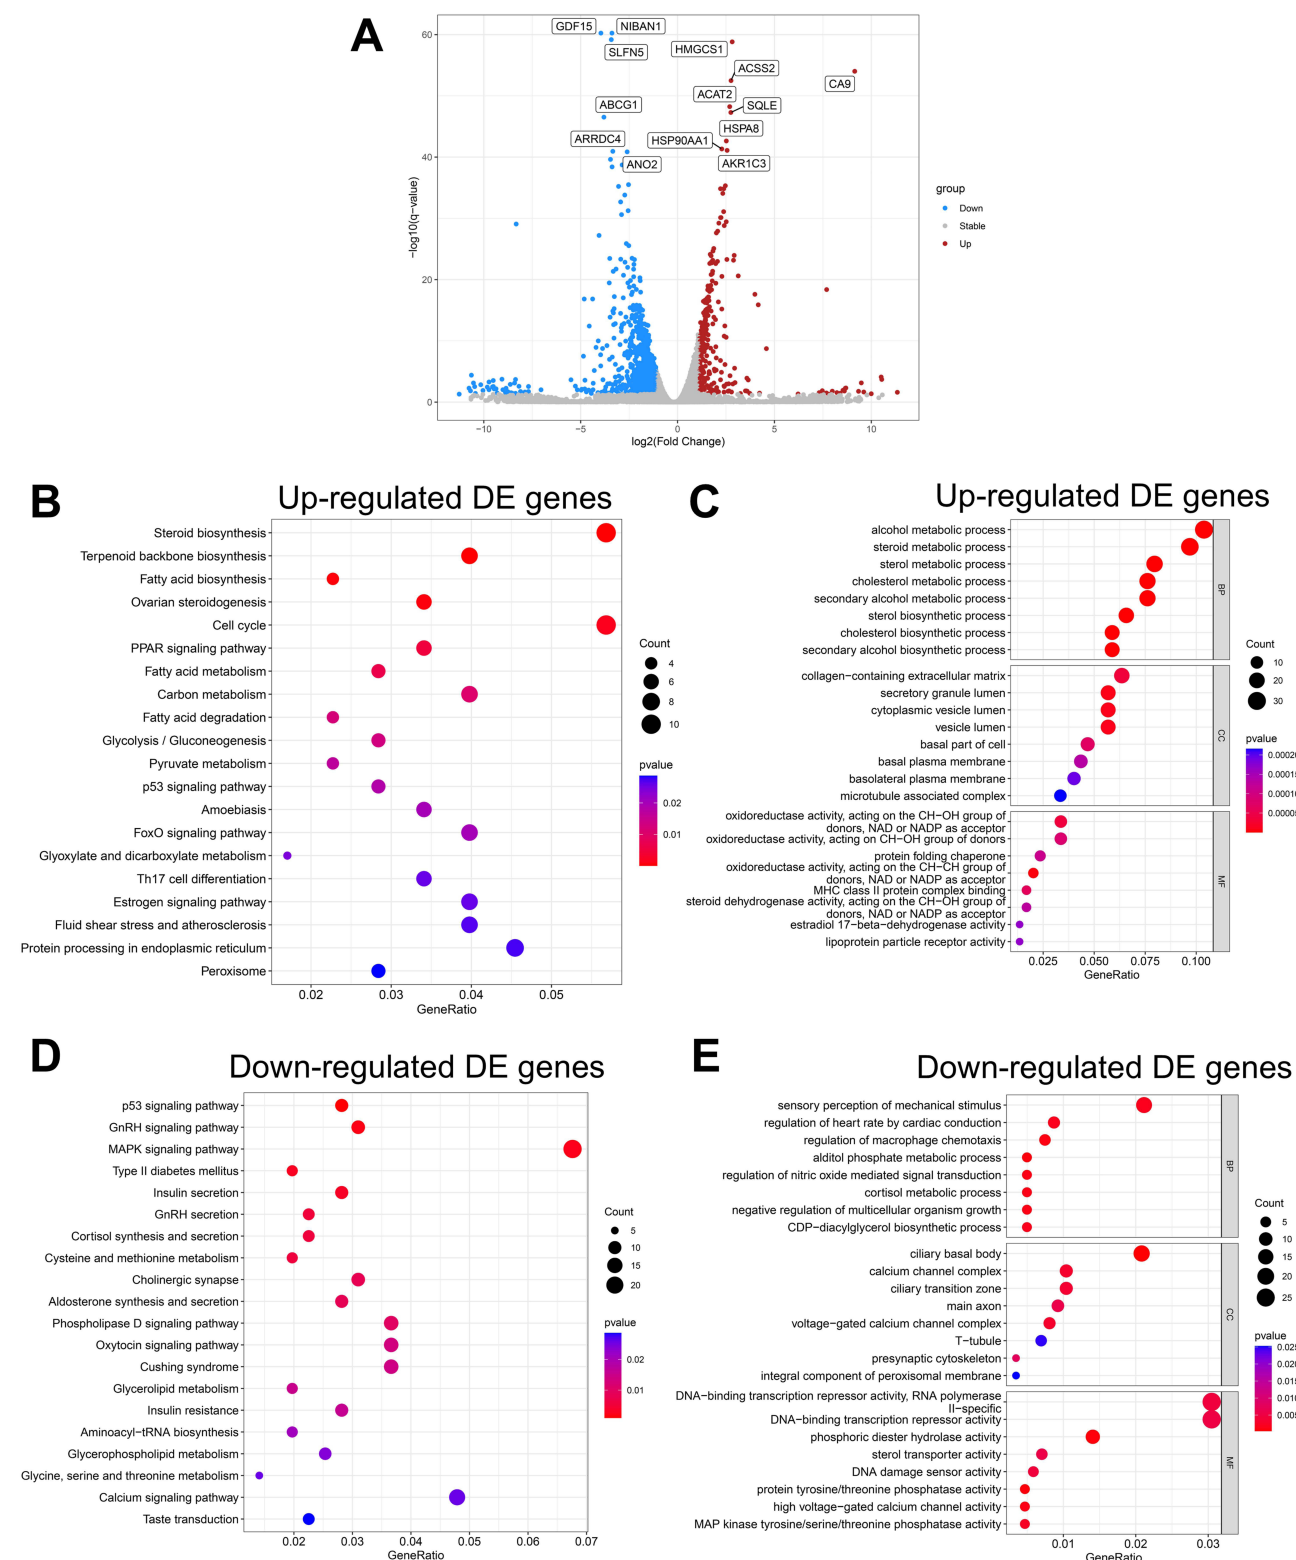 A
60
40
20
0
−log10(q−value)
−10
−5
0
5
10
log2(Fold Change)
GDF15
NIBAN1
SLFN5
HMGCS1
ACSS2
CA9
ACAT2
ABCG1
SQLE
HSPA8
ARRDC4
HSP90AA1
ANO2
AKR1C3
group
Down
Stable
Up
B
Up-regulated DE genes
Steroid biosynthesis
Terpenoid backbone biosynthesis
Fatty acid biosynthesis
Ovarian steroidogenesis
Cell cycle
PPAR signaling pathway
Fatty acid metabolism
Carbon metabolism
Fatty acid degradation
Glycolysis / Gluconeogenesis
Pyruvate metabolism
p53 signaling pathway
Amoebiasis
FoxO signaling pathway
Glyoxylate and dicarboxylate metabolism
Th17 cell differentiation
Estrogen signaling pathway
Fluid shear stress and atherosclerosis
Protein processing in endoplasmic reticulum
Peroxisome
0.02
0.03
0.04
0.05
GeneRatio
Count
4
6
8
10
pvalue
0.02
0.01
C
Up-regulated DE genes
alcohol metabolic process
steroid metabolic process
sterol metabolic process
cholesterol metabolic process
secondary alcohol metabolic process
sterol biosynthetic process
cholesterol biosynthetic process
secondary alcohol biosynthetic process
BP
collagen−containing extracellular matrix
secretory granule lumen
cytoplasmic vesicle lumen
vesicle lumen
basal part of cell
basal plasma membrane
basolateral plasma membrane
microtubule associated complex
CC
oxidoreductase activity, acting on the CH−OH group of
donors, NAD or NADP as acceptor
oxidoreductase activity, acting on CH−OH group of donors
protein folding chaperone
oxidoreductase activity, acting on the CH−CH group of
donors, NAD or NADP as acceptor
MHC class II protein complex binding
steroid dehydrogenase activity, acting on the CH−OH group of
donors, NAD or NADP as acceptor
estradiol 17−beta−dehydrogenase activity
lipoprotein particle receptor activity
MF
0.025
0.050
0.075
0.100
GeneRatio
Count
10
20
30
pvalue
0.00020
0.00015
0.00010
0.00005
D
Down-regulated DE genes
p53 signaling pathway
GnRH signaling pathway
MAPK signaling pathway
Type II diabetes mellitus
Insulin secretion
GnRH secretion
Cortisol synthesis and secretion
Cysteine and methionine metabolism
Cholinergic synapse
Aldosterone synthesis and secretion
Phospholipase D signaling pathway
Oxytocin signaling pathway
Cushing syndrome
Glycerolipid metabolism
Insulin resistance
Aminoacyl−tRNA biosynthesis
Glycerophospholipid metabolism
Glycine, serine and threonine metabolism
Calcium signaling pathway
Taste transduction
0.02
0.03
0.04
0.05
0.06
0.07
GeneRatio
Count
5
10
15
20
pvalue
0.02
0.01
E
Down-regulated DE genes
sensory perception of mechanical stimulus
regulation of heart rate by cardiac conduction
regulation of macrophage chemotaxis
alditol phosphate metabolic process
regulation of nitric oxide mediated signal transduction
cortisol metabolic process
negative regulation of multicellular organism growth
CDP−diacylglycerol biosynthetic process
BP
ciliary basal body
calcium channel complex
ciliary transition zone
main axon
voltage−gated calcium channel complex
T−tubule
presynaptic cytoskeleton
integral component of peroxisomal membrane
CC
DNA−binding transcription repressor activity, RNA polymerase
II−specific
DNA−binding transcription repressor activity
phosphoric diester hydrolase activity
sterol transporter activity
DNA damage sensor activity
protein tyrosine/threonine phosphatase activity
high voltage−gated calcium channel activity
MAP kinase tyrosine/serine/threonine phosphatase activity
MF
0.01
0.02
0.03
GeneRatio
Count
5
10
15
20
25
pvalue
0.025
0.020
0.015
0.010
0.005